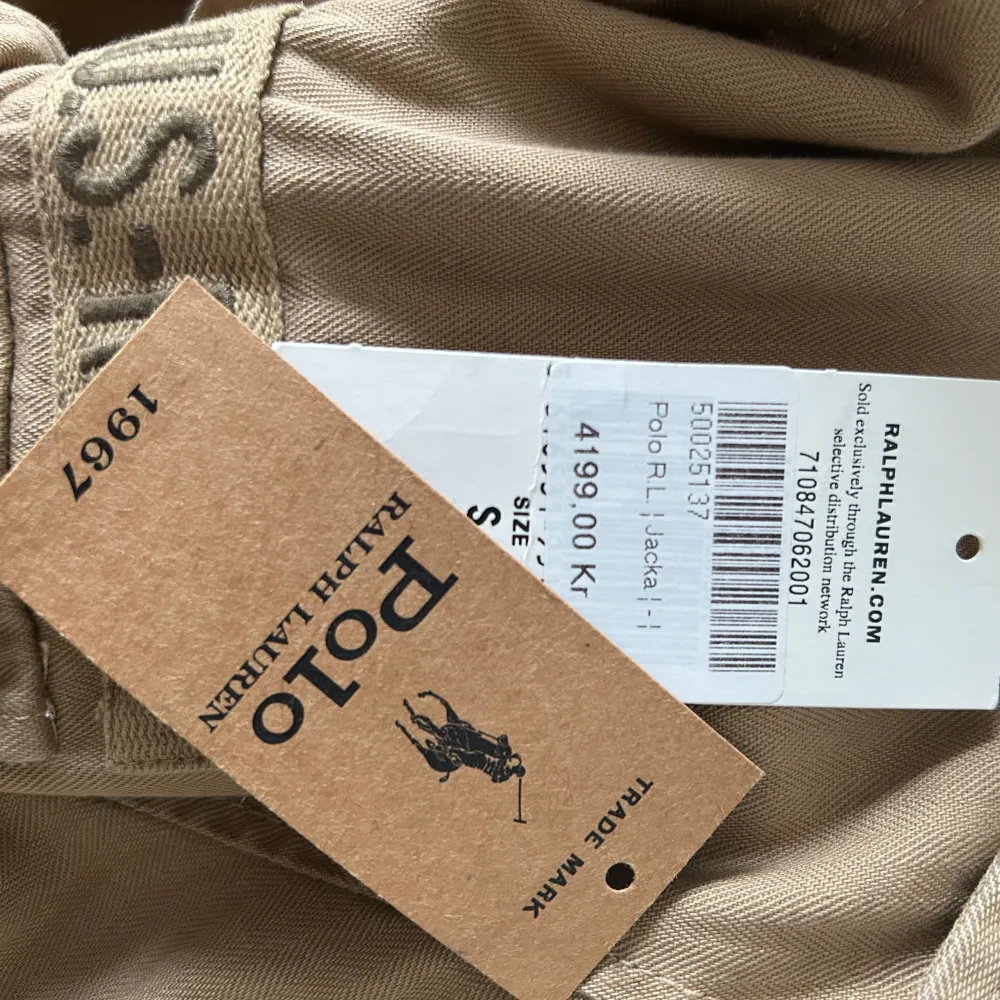 U.S-R
1967
Polo
RALPH LAUREN
TRADE MARK
RALPHLAUREN.COM
Sold exclusively through the Ralph Lauren
selective distribution network
710847062001
50025137
Polo R.L. | Jacka | - |
4199,00 Kr
SIZE
S